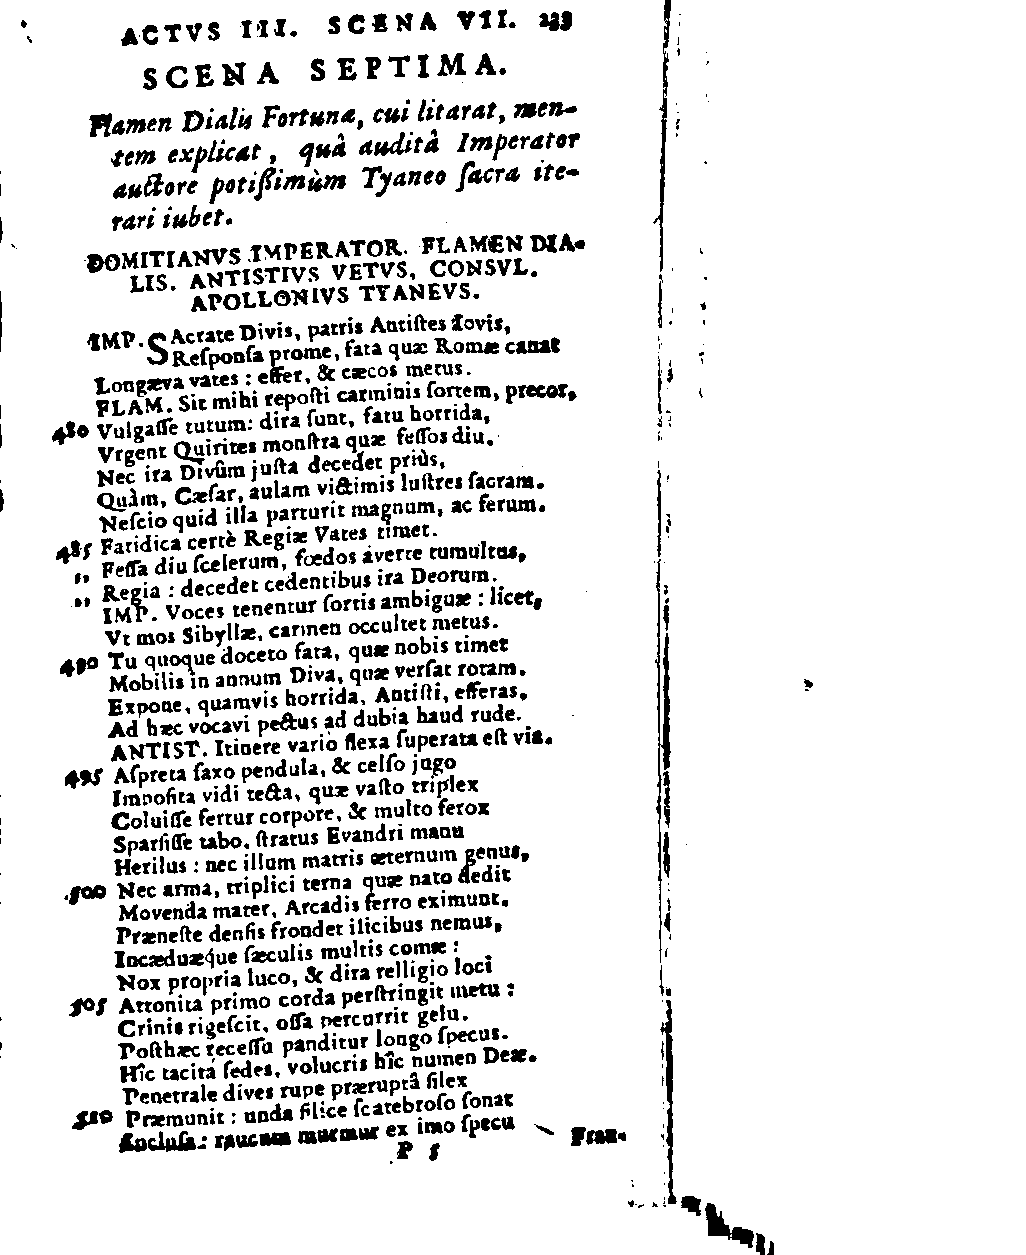 ACTVS III. SCENA VII. 233
SCENA SEPTIMA.
Flamen Dialis Fortunæ, cui litarat, men-
tem explicat, quâ auditâ Imperator
auctore potißimùm Tyaneo ſacra ite-
rari iubet.
DOMITIANVS IMPERATOR. FLAMEN DIA-
LIS. ANTISTIVS VETVS, CONSVL.
APOLLONIVS TYANEVS.
IMP. SAcrate Divis, patris Antiſtes Iovis,
Reſponſa prome, fata quæ Romæ canat
Longæva vates: effer, & cæcos metus.
FLAM. Sit mihi repoſti carminis ſortem, precor,
480 Vulgaſſe tutum: dira ſunt, fatu horrida,
Vrgent Quirites monſtra quæ feſſos diu.
Nec ira Divûm juſta decedet priùs,
Quàm, Cæſar, aulam victimis luſtres ſacram.
Neſcio quid illa parturit magnum, ac ferum.
485 Fatidica certè Regiæ Vates timet.
„ Feſſa diu ſcelerum, fœdos averte tumultus,
„ Regia: decedet cedentibus ira Deorum.
IMP. Voces tenentur ſortis ambiguæ: licet,
Vt mos Sibyllæ, carmen occultet metus.
490 Tu quoque doceto fata, quæ nobis timet
Mobilis in annum Diva, quæ verſat rotam.
Expone, quamvis horrida, Antiſti, efferas,
Ad hæc vocavi pectus ad dubia haud rude.
ANTIST. Itinere vario flexa ſuperata eſt via.
495 Aſpreta ſaxo pendula, & celſo jugo
Impoſita vidi tecta, quæ vaſto triplex
Coluiſſe fertur corpore, & multo ferox
Sparſiſſe tabo, ſtratus Evandri manu
Herilus: nec illum matris æternum genus,
500 Nec arma, triplici terna quæ nato dedit
Movenda mater, Arcadis ferro eximunt.
Præneſte denſis frondet ilicibus nemus,
Incæduæq́ue ſæculis multis comæ:
Nox propria luco, & dira relligio loci
505 Attonita primo corda perſtringit metu:
Crinis rigeſcit, oſſa percurrit gelu.
Poſthæc receſſu panditur longo ſpecus.
Hîc tacita ſedes, volucris hîc numen Deæ.
Penetrale dives rupe præruptâ ſilex
510 Præmunit: unda ſilice ſcatebroſo ſonat
Incluſa: raucum murmur ex imo ſpecu
P 5 Fran-